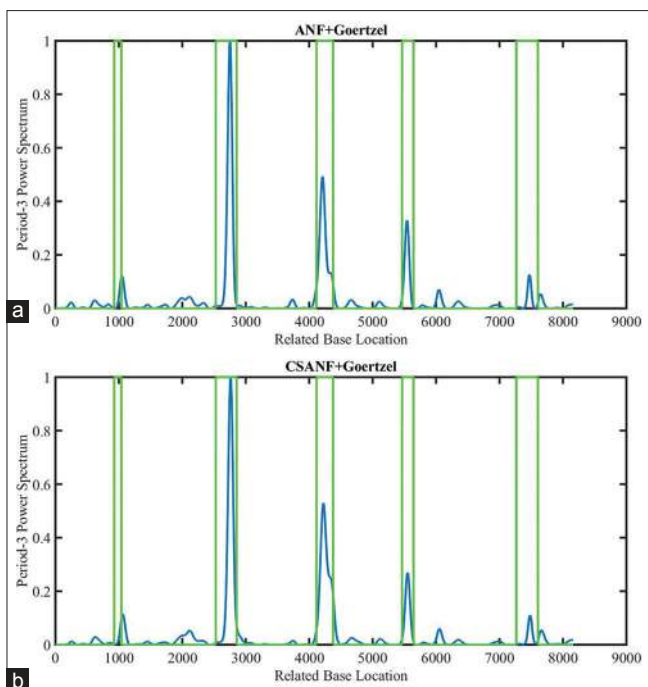 ANF+Goertzel
1
0.8
0.6
0.4
0.2
0
Period-3 Power Spectrum
0 1000 2000 3000 4000 5000 6000 7000 8000 9000
Related Base Location
a
CSANF+Goertzel
1
0.8
0.6
0.4
0.2
0
Period-3 Power Spectrum
0 1000 2000 3000 4000 5000 6000 7000 8000 9000
Related Base Location
b